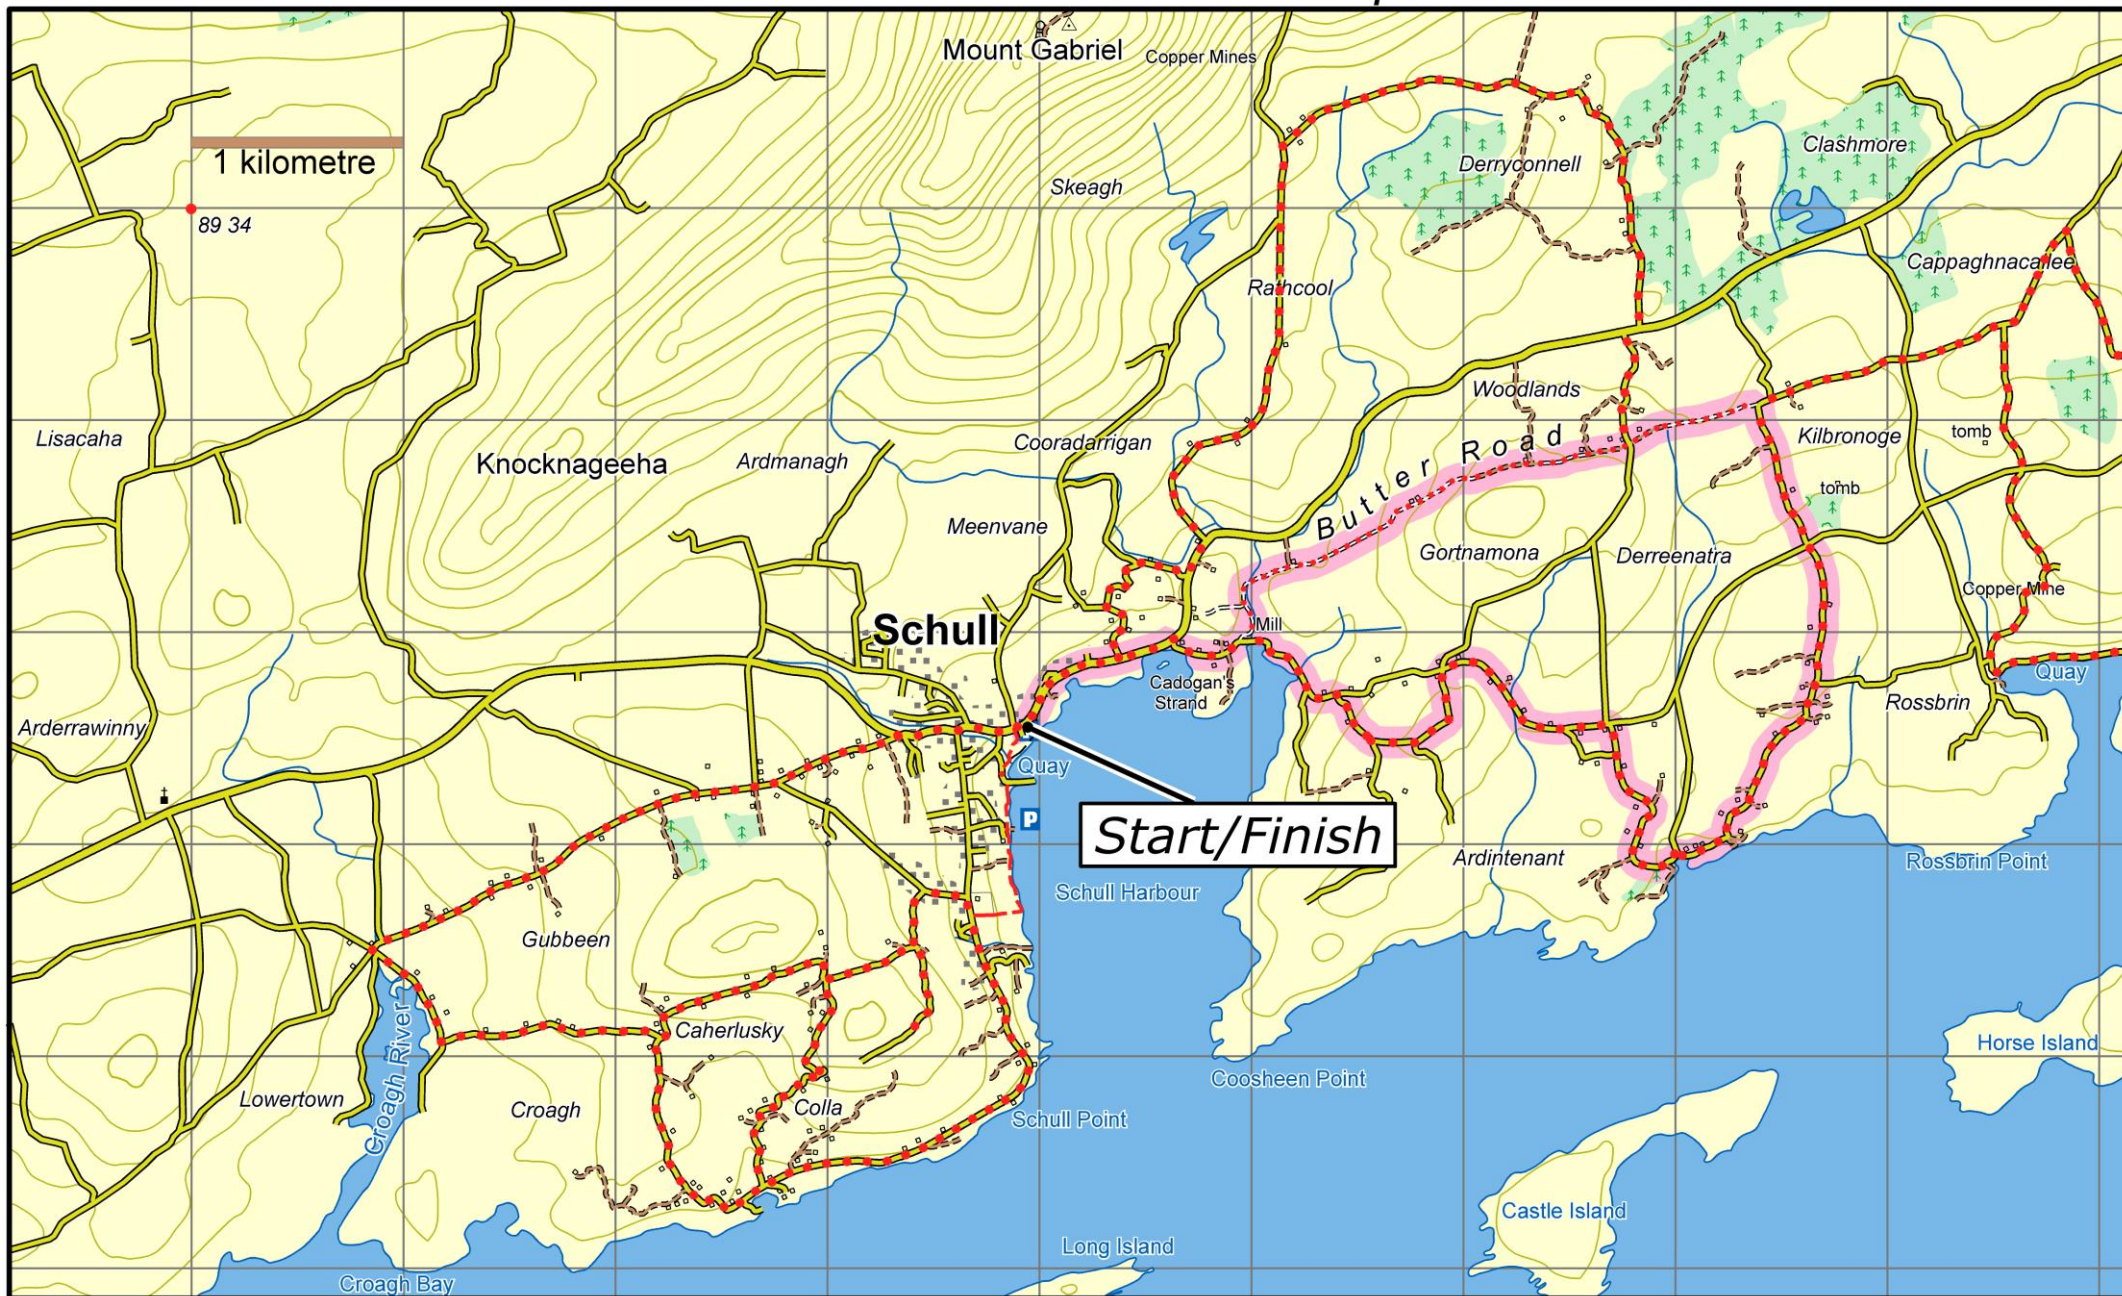 Mount Gabriel
Copper Mines
1 kilometre
Clashmore
Derryconnell
Skeagh
89 34
Cappaghnacallee
Rathcool
Woodlands
Lisacaha
Knocknageeha
Ardmanagh
Cooradarrigan
Butter Road
Kilbronoge
tomb
tomb
Meenvane
Gortnamona
Derreenatra
Copper Mine
Schull
Mill
Cadogan's
Strand
Quay
Rossbrin
Arderrawinny
Quay
P
Start/Finish
Ardintenant
Rossbrin Point
Schull Harbour
Gubbeen
Caherlusky
Horse Island
Croagh River
Lowertown
Croagh
Colla
Coosheen Point
Schull Point
Castle Island
Long Island
Croagh Bay